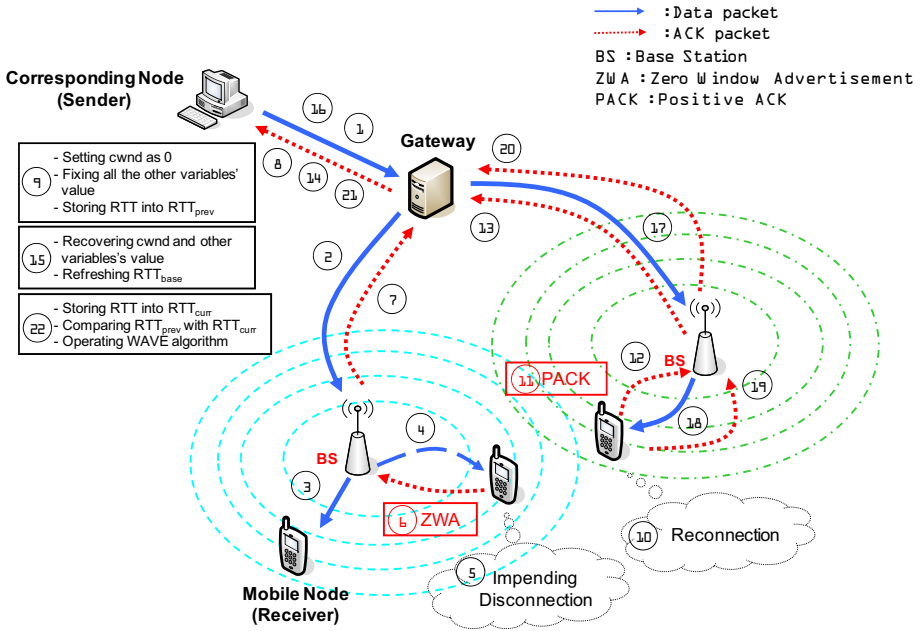 :Data packet
:ACK packet
BS :Base Station
ZWA :Zero Window Advertisement
PACK :Positive ACK
Corresponding Node
(Sender)
16
1
Gateway
20
8
14
21
13
9
- Setting cwnd as 0
- Fixing all the other variables'
value
- Storing RTT into RTTprev
15
- Recovering cwnd and other
variables's value
- Refreshing RTTbase
22
- Storing RTT into RTTcurr
- Comparing RTTprev with RTTcurr
- Operating WAVE algorithm
2
7
17
12
BS
19
11 PACK
18
4
BS
3
6 ZWA
10 Reconnection
5 Impending
Disconnection
Mobile Node
(Receiver)